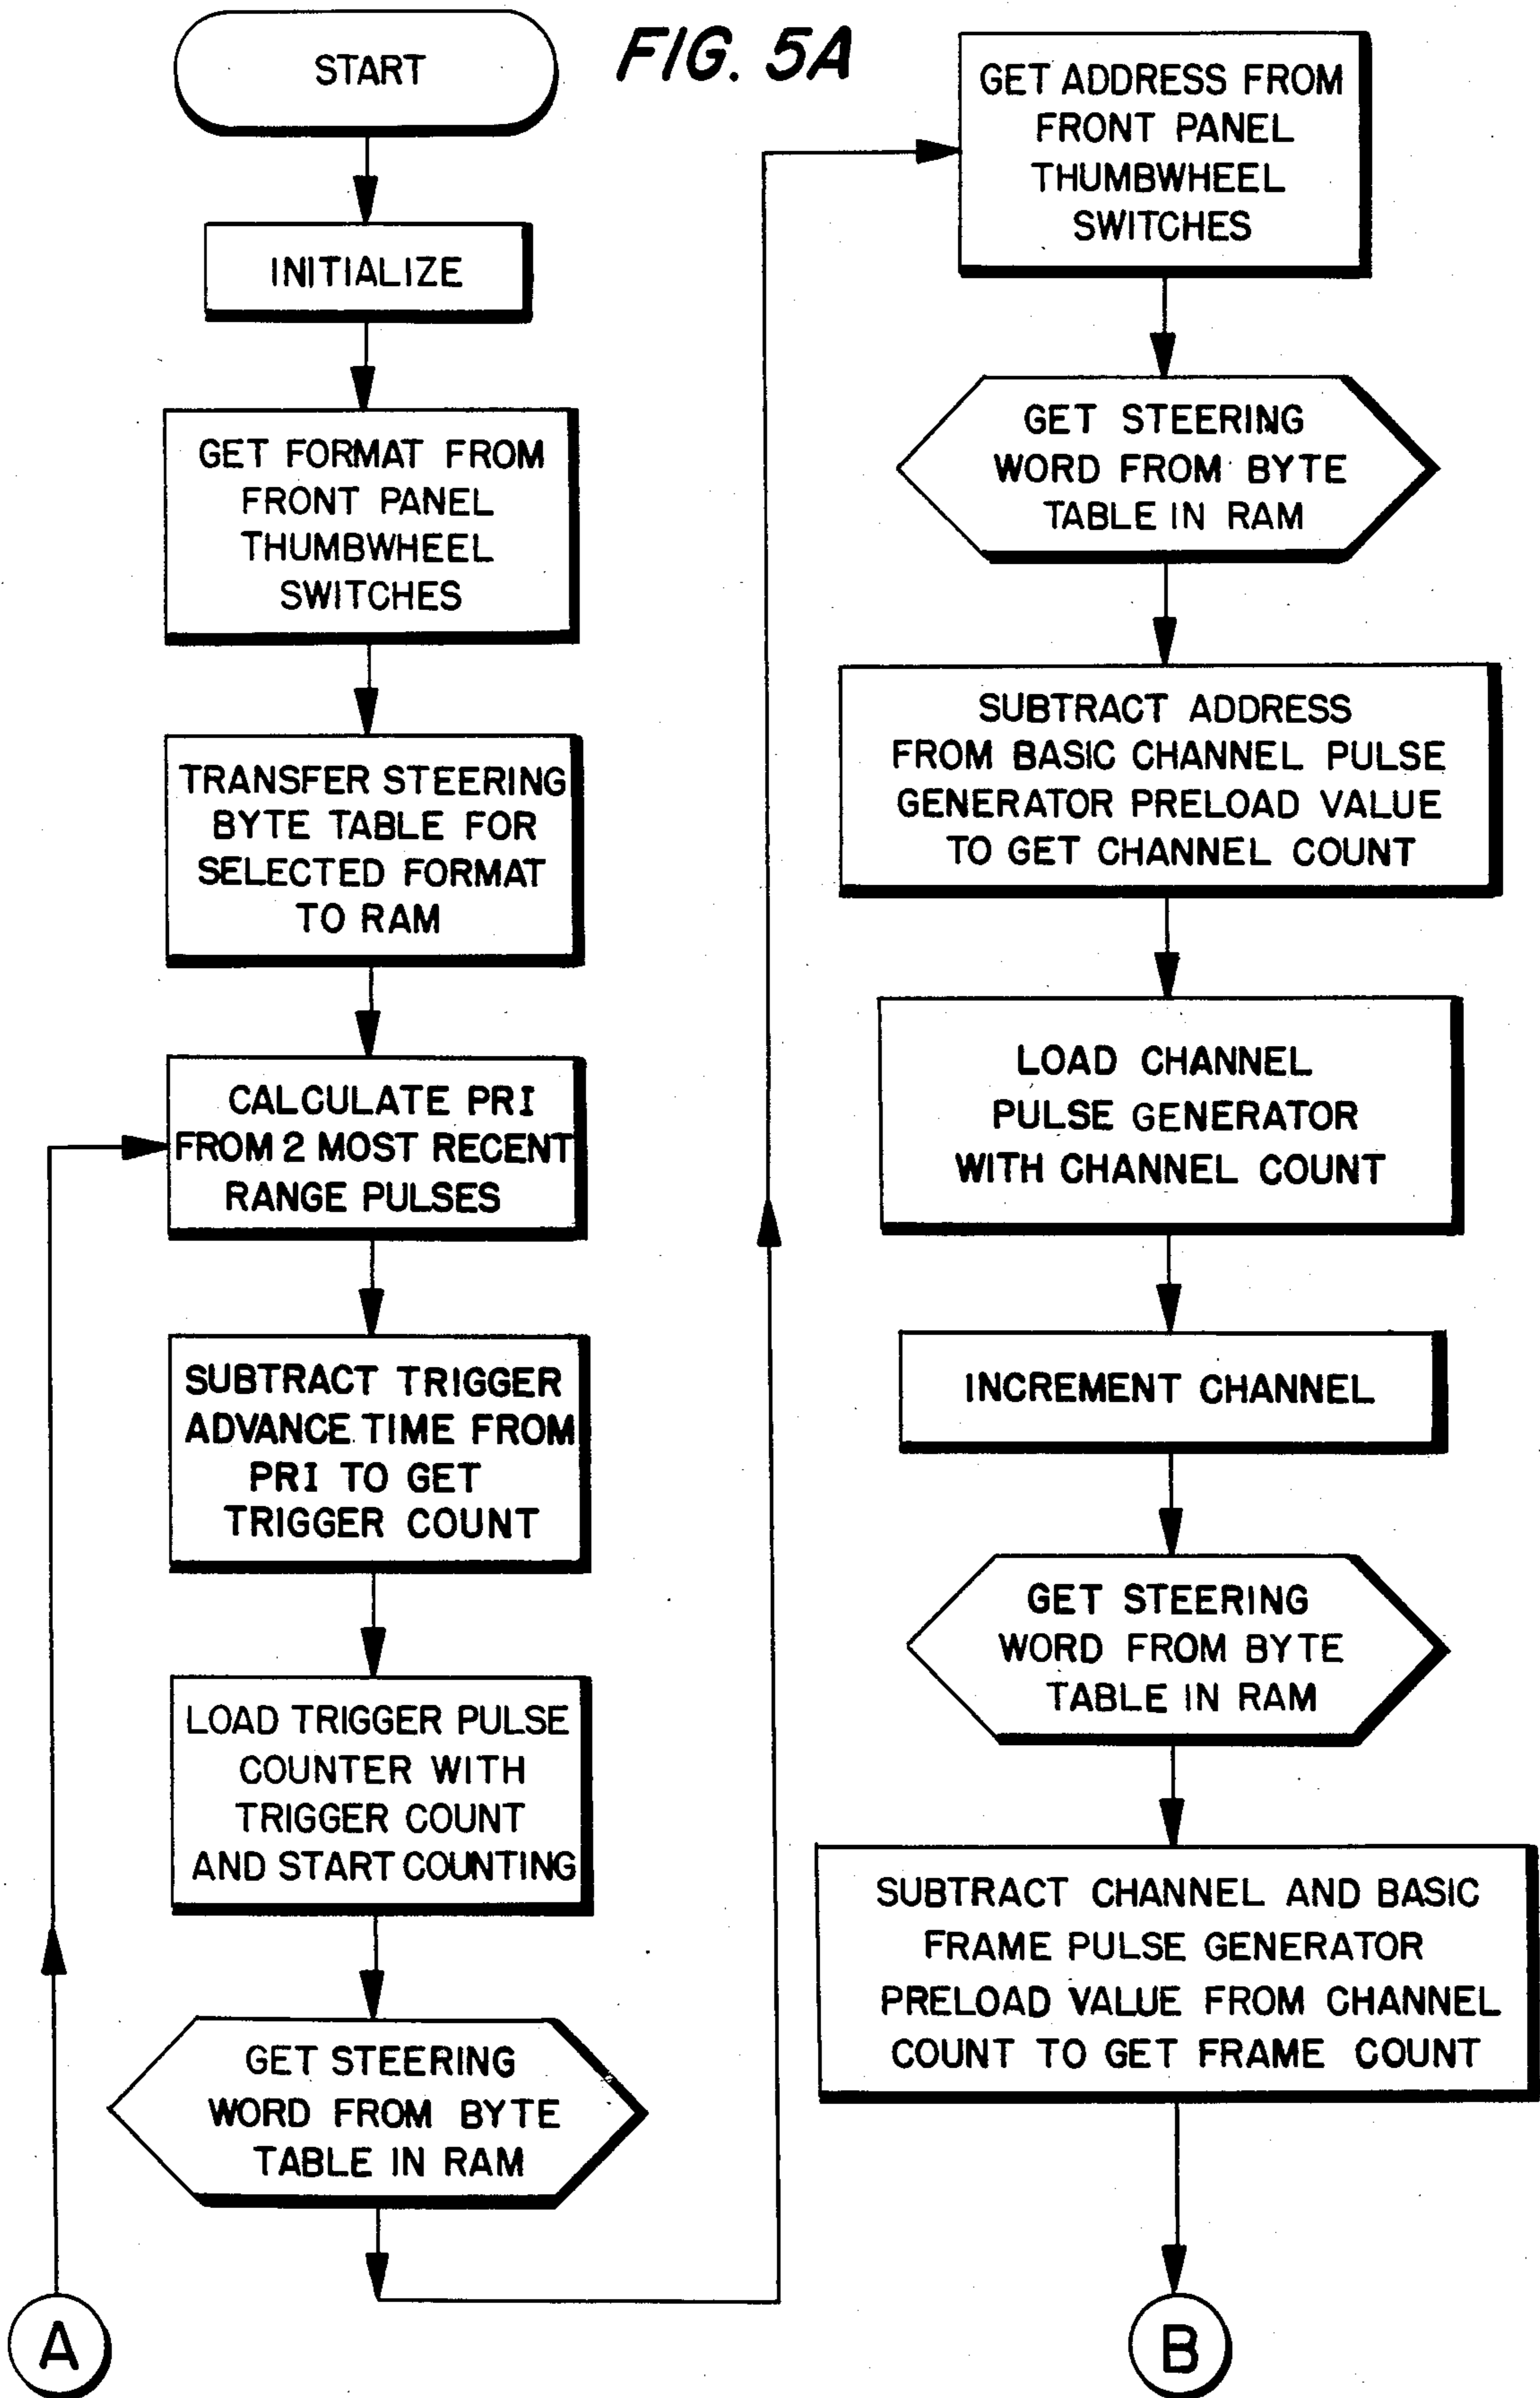 FIG. 5A
START
INITIALIZE
GET FORMAT FROM
FRONT PANEL
THUMBWHEEL
SWITCHES
TRANSFER STEERING
BYTE TABLE FOR
SELECTED FORMAT
TO RAM
CALCULATE PRI
FROM 2 MOST RECENT
RANGE PULSES
SUBTRACT TRIGGER
ADVANCE TIME FROM
PRI TO GET
TRIGGER COUNT
LOAD TRIGGER PULSE
COUNTER WITH
TRIGGER COUNT
AND START COUNTING
GET STEERING
WORD FROM BYTE
TABLE IN RAM
A
GET ADDRESS FROM
FRONT PANEL
THUMBWHEEL
SWITCHES
GET STEERING
WORD FROM BYTE
TABLE IN RAM
SUBTRACT ADDRESS
FROM BASIC CHANNEL PULSE
GENERATOR PRELOAD VALUE
TO GET CHANNEL COUNT
LOAD CHANNEL
PULSE GENERATOR
WITH CHANNEL COUNT
INCREMENT CHANNEL
GET STEERING
WORD FROM BYTE
TABLE IN RAM
SUBTRACT CHANNEL AND BASIC
FRAME PULSE GENERATOR
PRELOAD VALUE FROM CHANNEL
COUNT TO GET FRAME COUNT
B